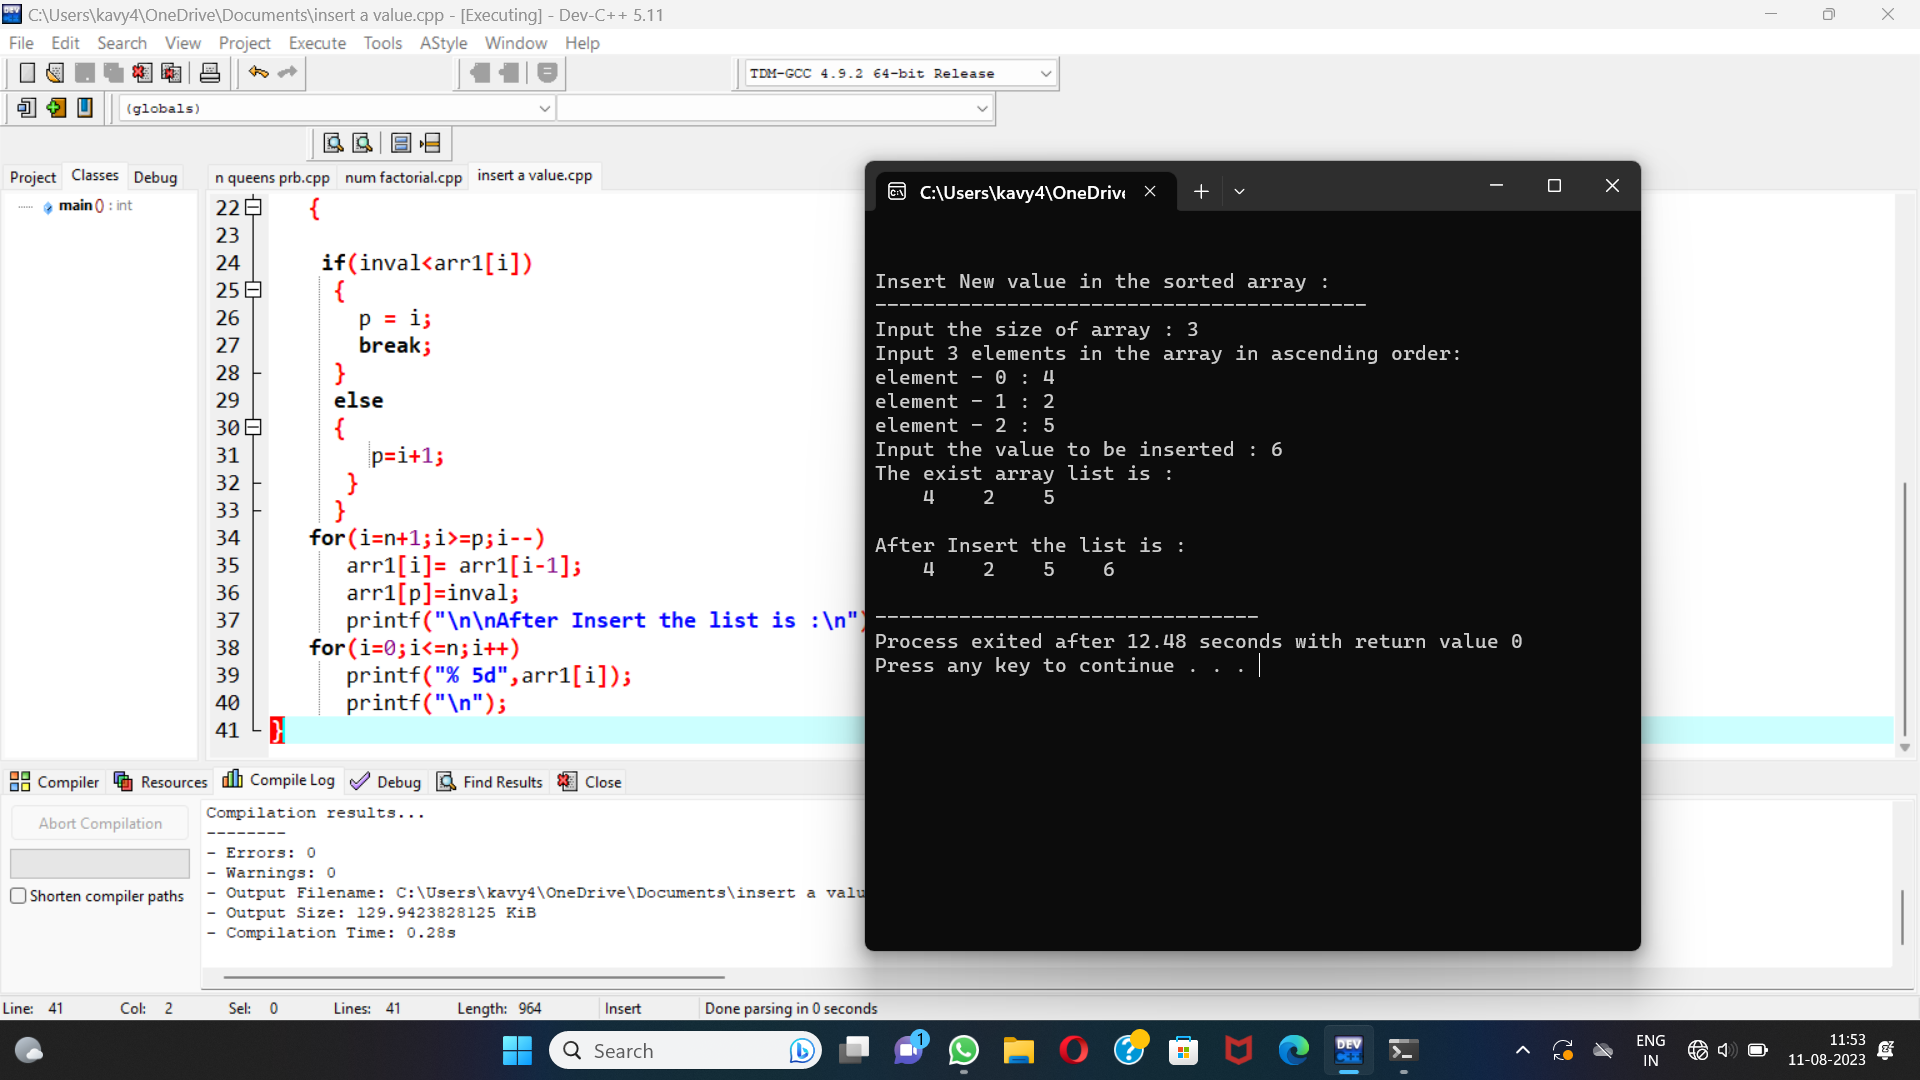 C:\Users\kavy4\OneDrive\Documents\insert a value.cpp - [Executing] - Dev-C++ 5.11
File Edit Search View Project Execute Tools AStyle Window Help
TDM-GCC 4.9.2 64-bit Release
(globals)
Project Classes Debug
n queens prb.cpp num factorial.cpp insert a value.cpp
main () : int
22 {
23
24 if(inval<arr1[i])
25 {
26 p = i;
27 break;
28 }
29 else
30 {
31 p=i+1;
32 }
33 }
34 for(i=n+1;i>=p;i--)
35 arr1[i]= arr1[i-1];
36 arr1[p]=inval;
37 printf("\n\nAfter Insert the list is :\n")
38 for(i=0;i<=n;i++)
39 printf("% 5d",arr1[i]);
40 printf("\n");
41 }
C:\Users\kavy4\OneDrive
Insert New value in the sorted array :
-----------------------------------------
Input the size of array : 3
Input 3 elements in the array in ascending order:
element - 0 : 4
element - 1 : 2
element - 2 : 5
Input the value to be inserted : 6
The exist array list is :
4 2 5
After Insert the list is :
4 2 5 6
--------------------------------
Process exited after 12.48 seconds with return value 0
Press any key to continue . . .
Compiler Resources Compile Log Debug Find Results Close
Abort Compilation
Shorten compiler paths
Compilation results...
--------
- Errors: 0
- Warnings: 0
- Output Filename: C:\Users\kavy4\OneDrive\Documents\insert a valu
- Output Size: 129.9423828125 KiB
- Compilation Time: 0.28s
Line: 41 Col: 2 Sel: 0 Lines: 41 Length: 964 Insert Done parsing in 0 seconds
Search
1
DEV
C++
ENG
IN
11:53
11-08-2023